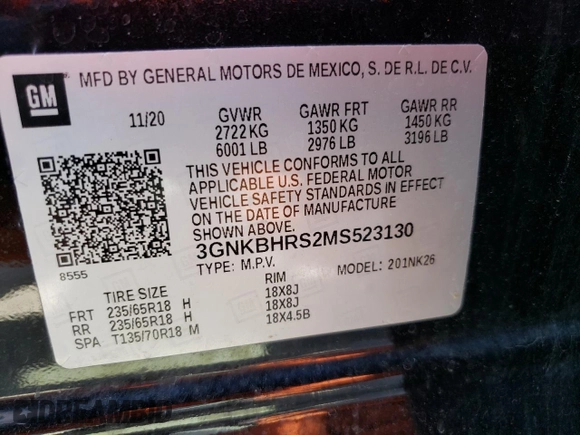 GM
MFD BY GENERAL MOTORS DE MEXICO, S. DE R.L. DE C.V.
11/20 GVWR GAWR FRT GAWR RR
2722 KG 1350 KG 1450 KG
6001 LB 2976 LB 3196 LB
THIS VEHICLE CONFORMS TO ALL
APPLICABLE U.S. FEDERAL MOTOR
VEHICLE SAFETY STANDARDS IN EFFECT
ON THE DATE OF MANUFACTURE.
3GNKBHRS2MS523130
8555 TYPE: M.P.V. MODEL: 201NK26
TIRE SIZE RIM
FRT 235/65R18 H 18X8J
RR 235/65R18 H 18X8J
SPA T135/70R18 M 18X4.5B